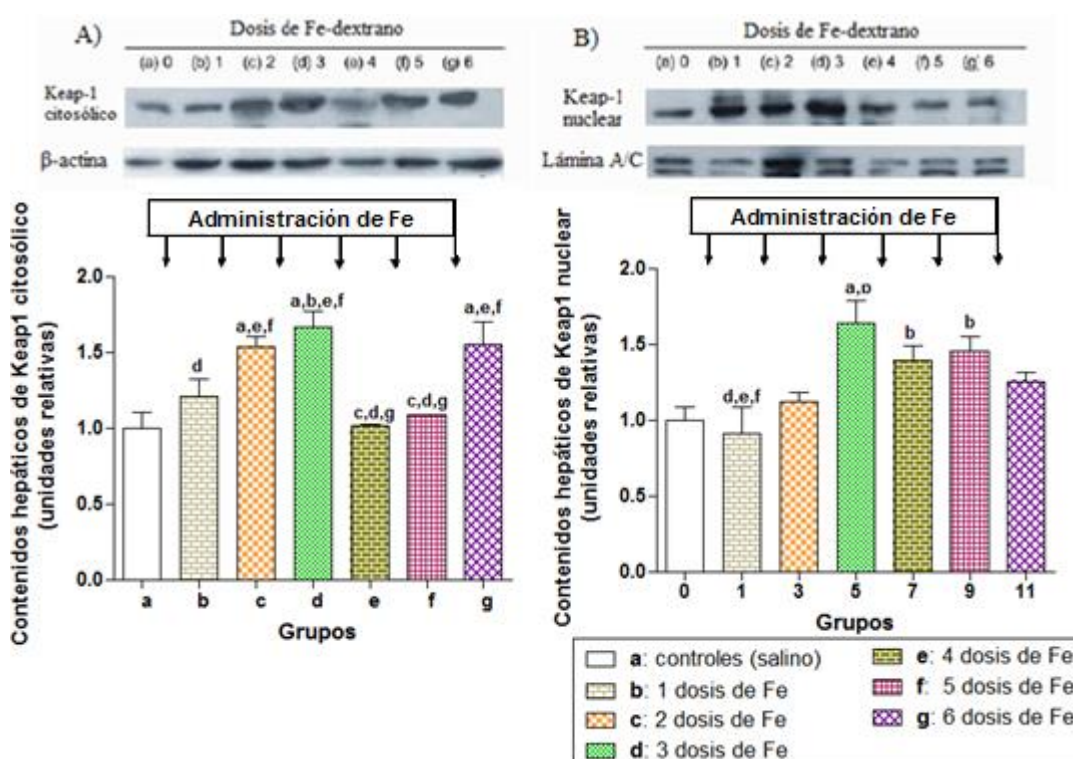 A)
Dosis de Fe-dextrano
(a) 0 (b) 1 (c) 2 (d) 3 (e) 4 (f) 5 (g) 6
Keap-1
citosólico
β-actina
Administración de Fe
Contenidos hepáticos de Keap1 citosólico
(unidades relativas)
2.0
1.5
1.0
0.5
0.0
d
a,e,f
a,b,e,f
c,d,g
c,d,g
a,e,f
a b c d e f g
Grupos
B)
Dosis de Fe-dextrano
(a) 0 (b) 1 (c) 2 (d) 3 (e) 4 (f) 5 (g) 6
Keap-1
nuclear
Lámina A/C
Administración de Fe
Contenidos hepáticos de Keap1 nuclear
(unidades relativas)
2.0
1.5
1.0
0.5
0.0
d,e,f
a,b
b
b
0 1 3 5 7 9 11
Grupos
a: controles (salino)
b: 1 dosis de Fe
c: 2 dosis de Fe
d: 3 dosis de Fe
e: 4 dosis de Fe
f: 5 dosis de Fe
g: 6 dosis de Fe